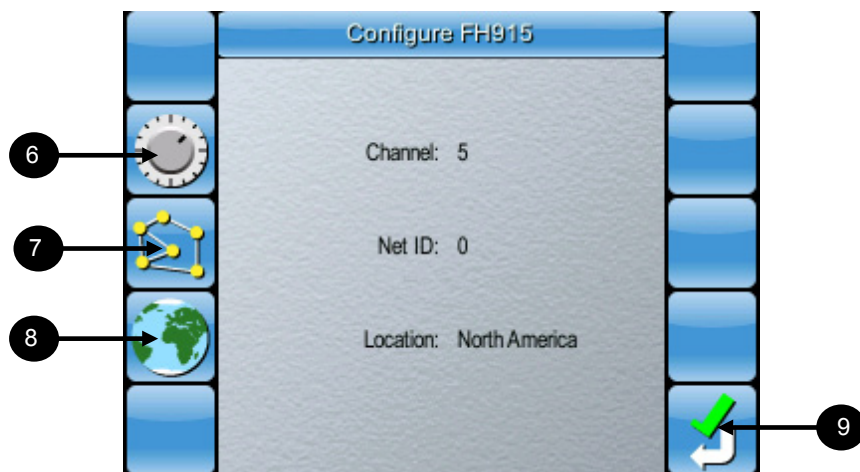 Configure FH915
6
Channel: 5
7
Net ID: 0
8
Location: North America
9